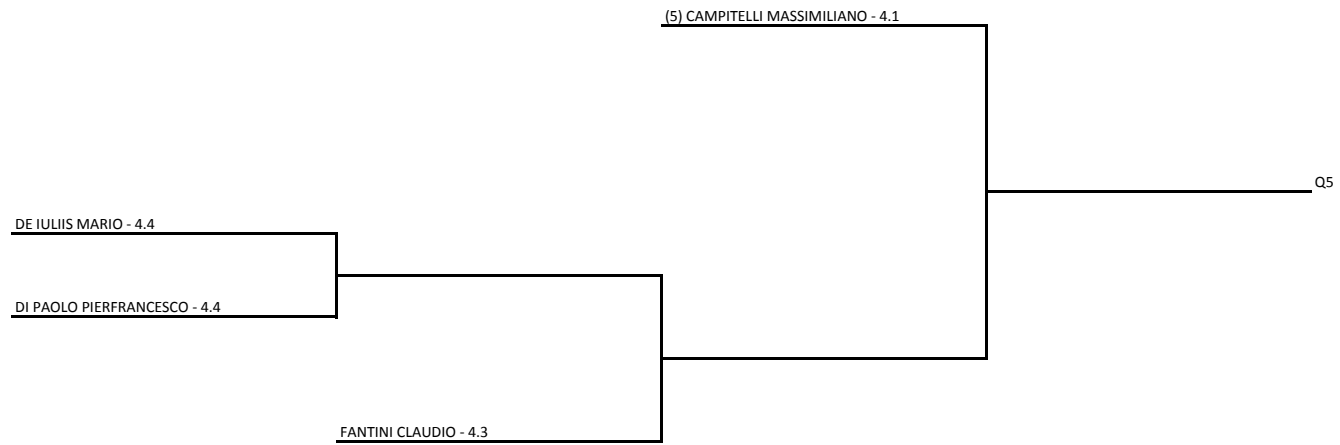 (5) CAMPITELLI MASSIMILIANO - 4.1
Q5
DE IULIIS MARIO - 4.4
DI PAOLO PIERFRANCESCO - 4.4
FANTINI CLAUDIO - 4.3